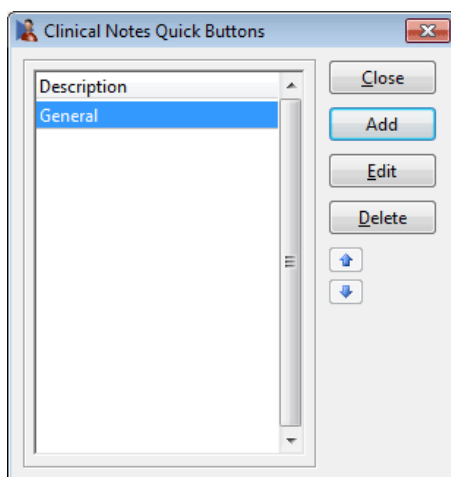 Clinical Notes Quick Buttons
Description
General
Close
Add
Edit
Delete